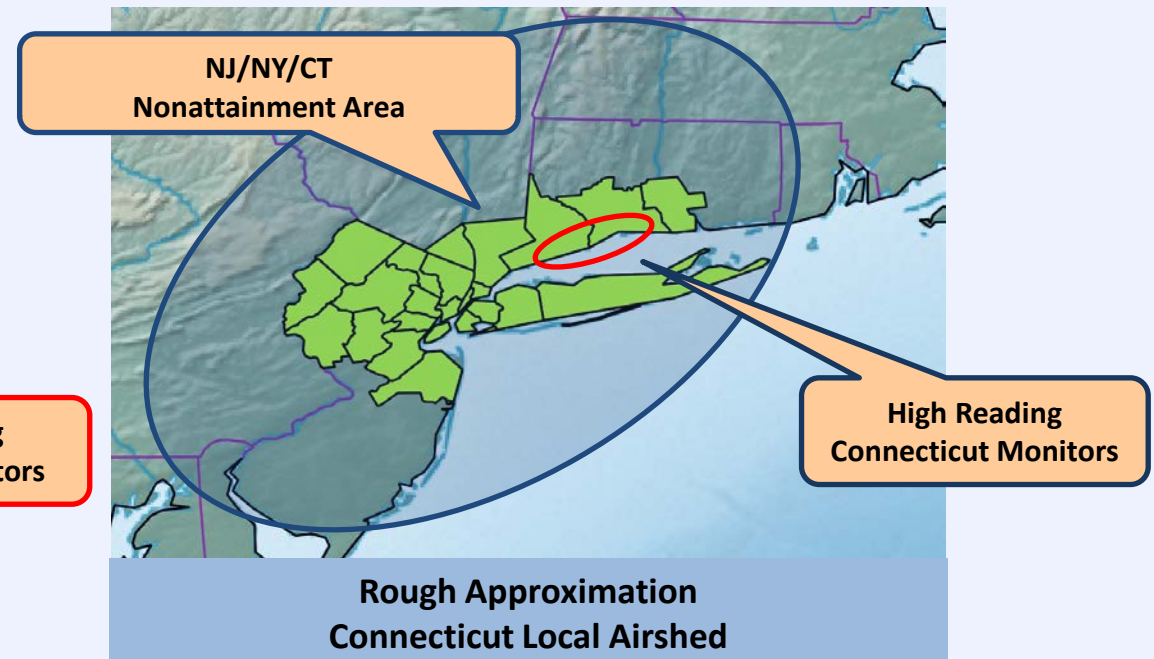 NJ/NY/CT
Nonattainment Area
High Reading
Connecticut Monitors
Rough Approximation
Connecticut Local Airshed